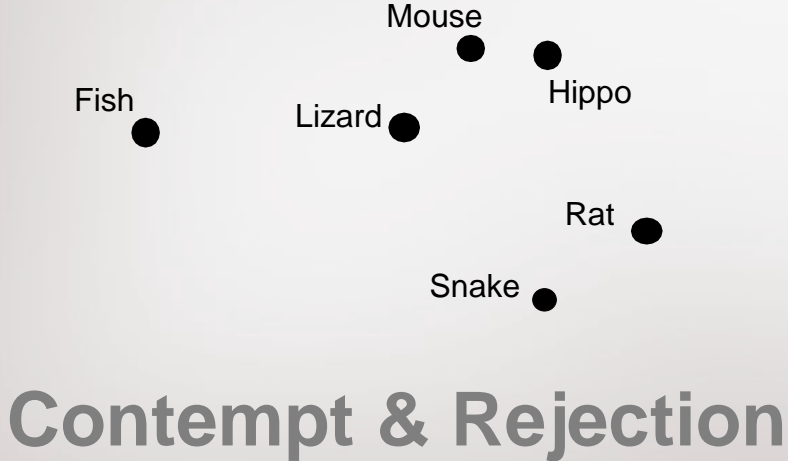 Mouse
Hippo
Fish
Lizard
Rat
Snake
Contempt & Rejection